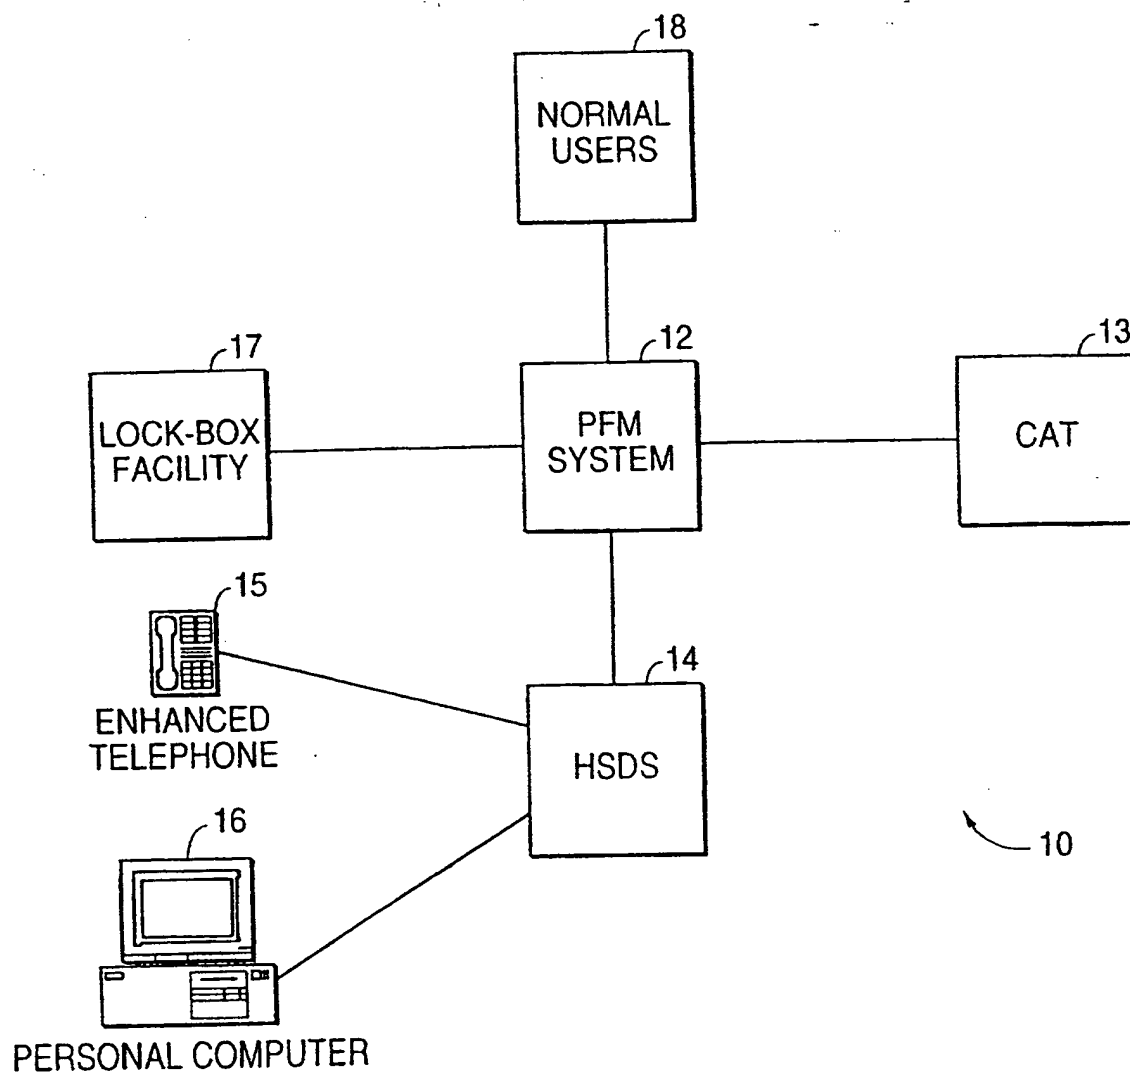 18
NORMAL
USERS
17
12
13
LOCK-BOX
FACILITY
PFM
SYSTEM
CAT
15
ENHANCED
TELEPHONE
14
HSDS
16
10
PERSONAL COMPUTER